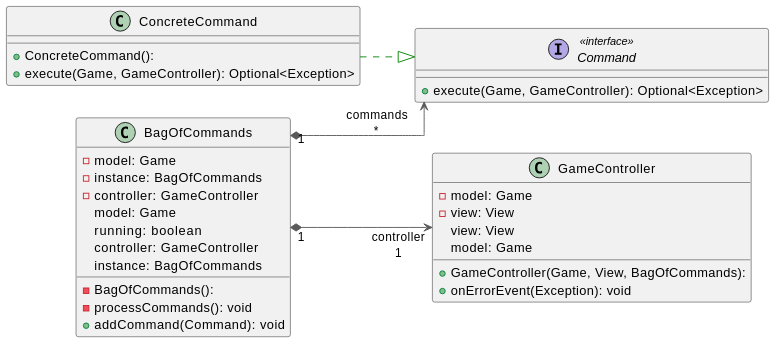 C ConcreteCommand
ConcreteCommand():
execute(Game, GameController): Optional<Exception>
I «interface»
Command
execute(Game, GameController): Optional<Exception>
commands
1
*
C BagOfCommands
model: Game
instance: BagOfCommands
controller: GameController
model: Game
running: boolean
controller: GameController
instance: BagOfCommands
BagOfCommands():
processCommands(): void
addCommand(Command): void
1
controller
1
C GameController
model: Game
view: View
view: View
model: Game
GameController(Game, View, BagOfCommands):
onErrorEvent(Exception): void